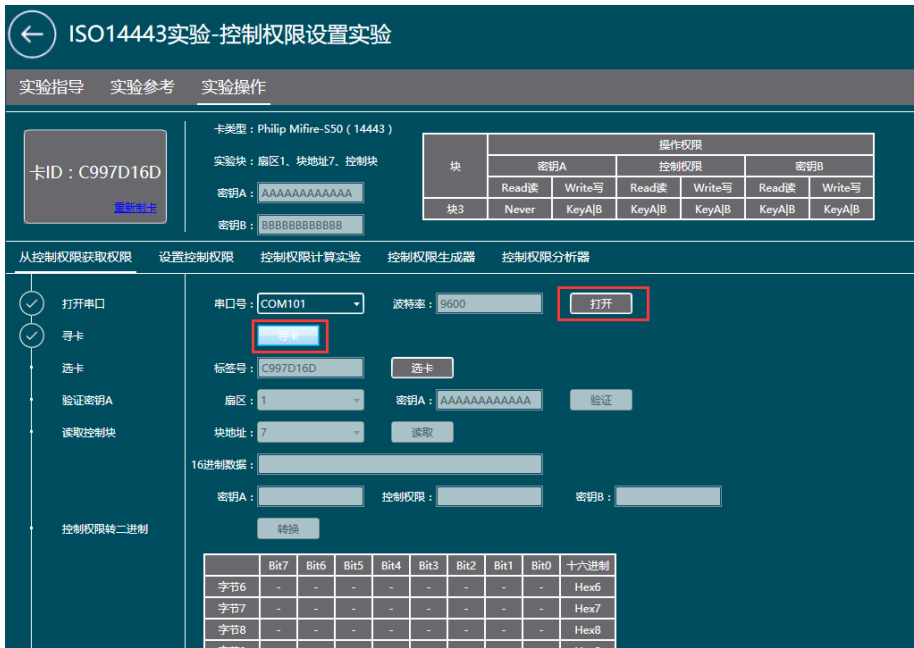 ISO14443实验-控制权限设置实验
实验指导 实验参考 实验操作
卡ID：C997D16D
重新制卡
卡类型：Philip Mifire-S50 ( 14443 )
实验块：扇区1、块地址7、控制块
密钥A： AAAAAAAAAAAA
密钥B： BBBBBBBBBBBB
块 操作权限
密钥A 控制权限 密钥B
Read读 Write写 Read读 Write写 Read读 Write写
块3 Never KeyA|B KeyA|B KeyA|B KeyA|B KeyA|B
从控制权限获取权限 设置控制权限 控制权限计算实验 控制权限生成器 控制权限分析器
打开串口 串口号： COM101 波特率： 9600 打开
寻卡 寻卡
选卡 标签号： C997D16D 选卡
验证密钥A 扇区： 1 密钥A： AAAAAAAAAAAA 验证
读取控制块 块地址： 7 读取
16进制数据：
密钥A： 控制权限： 密钥B：
控制权限转二进制 转换
Bit7 Bit6 Bit5 Bit4 Bit3 Bit2 Bit1 Bit0 十六进制
字节6 - - - - - - - - Hex6
字节7 - - - - - - - - Hex7
字节8 - - - - - - - - Hex8